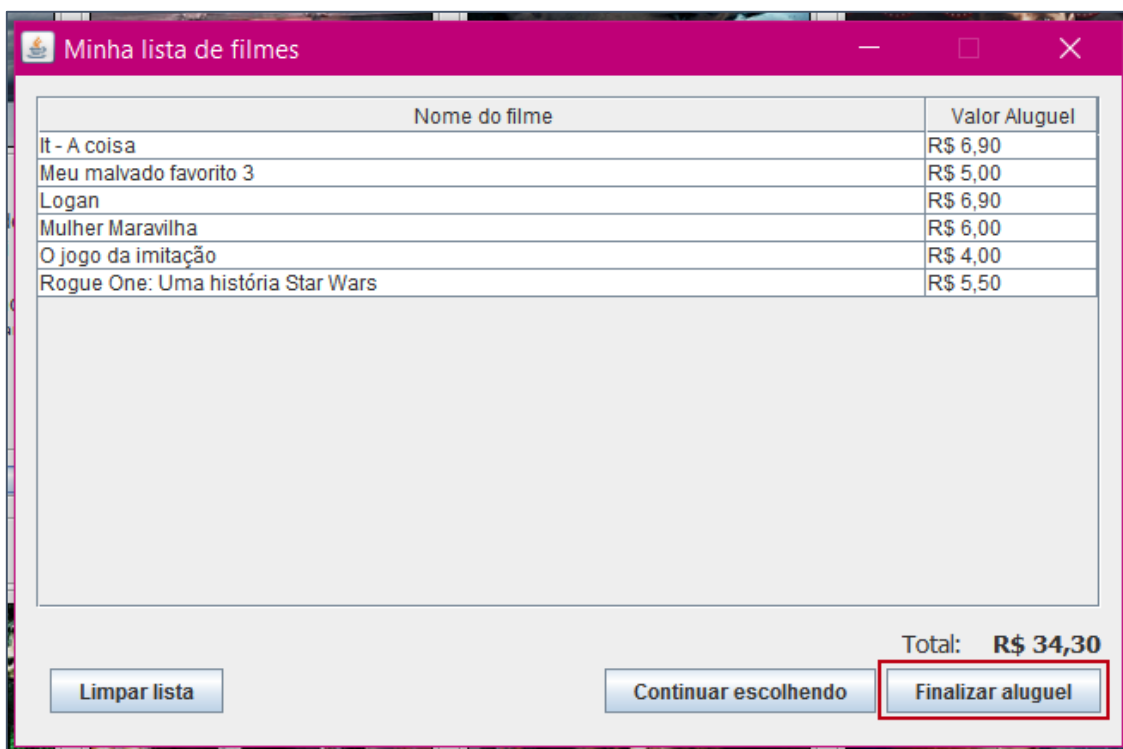 Minha lista de filmes
Nome do filme Valor Aluguel
It - A coisa R$ 6,90
Meu malvado favorito 3 R$ 5,00
Logan R$ 6,90
Mulher Maravilha R$ 6,00
O jogo da imitação R$ 4,00
Rogue One: Uma história Star Wars R$ 5,50
Total: R$ 34,30
Limpar lista Continuar escolhendo Finalizar aluguel